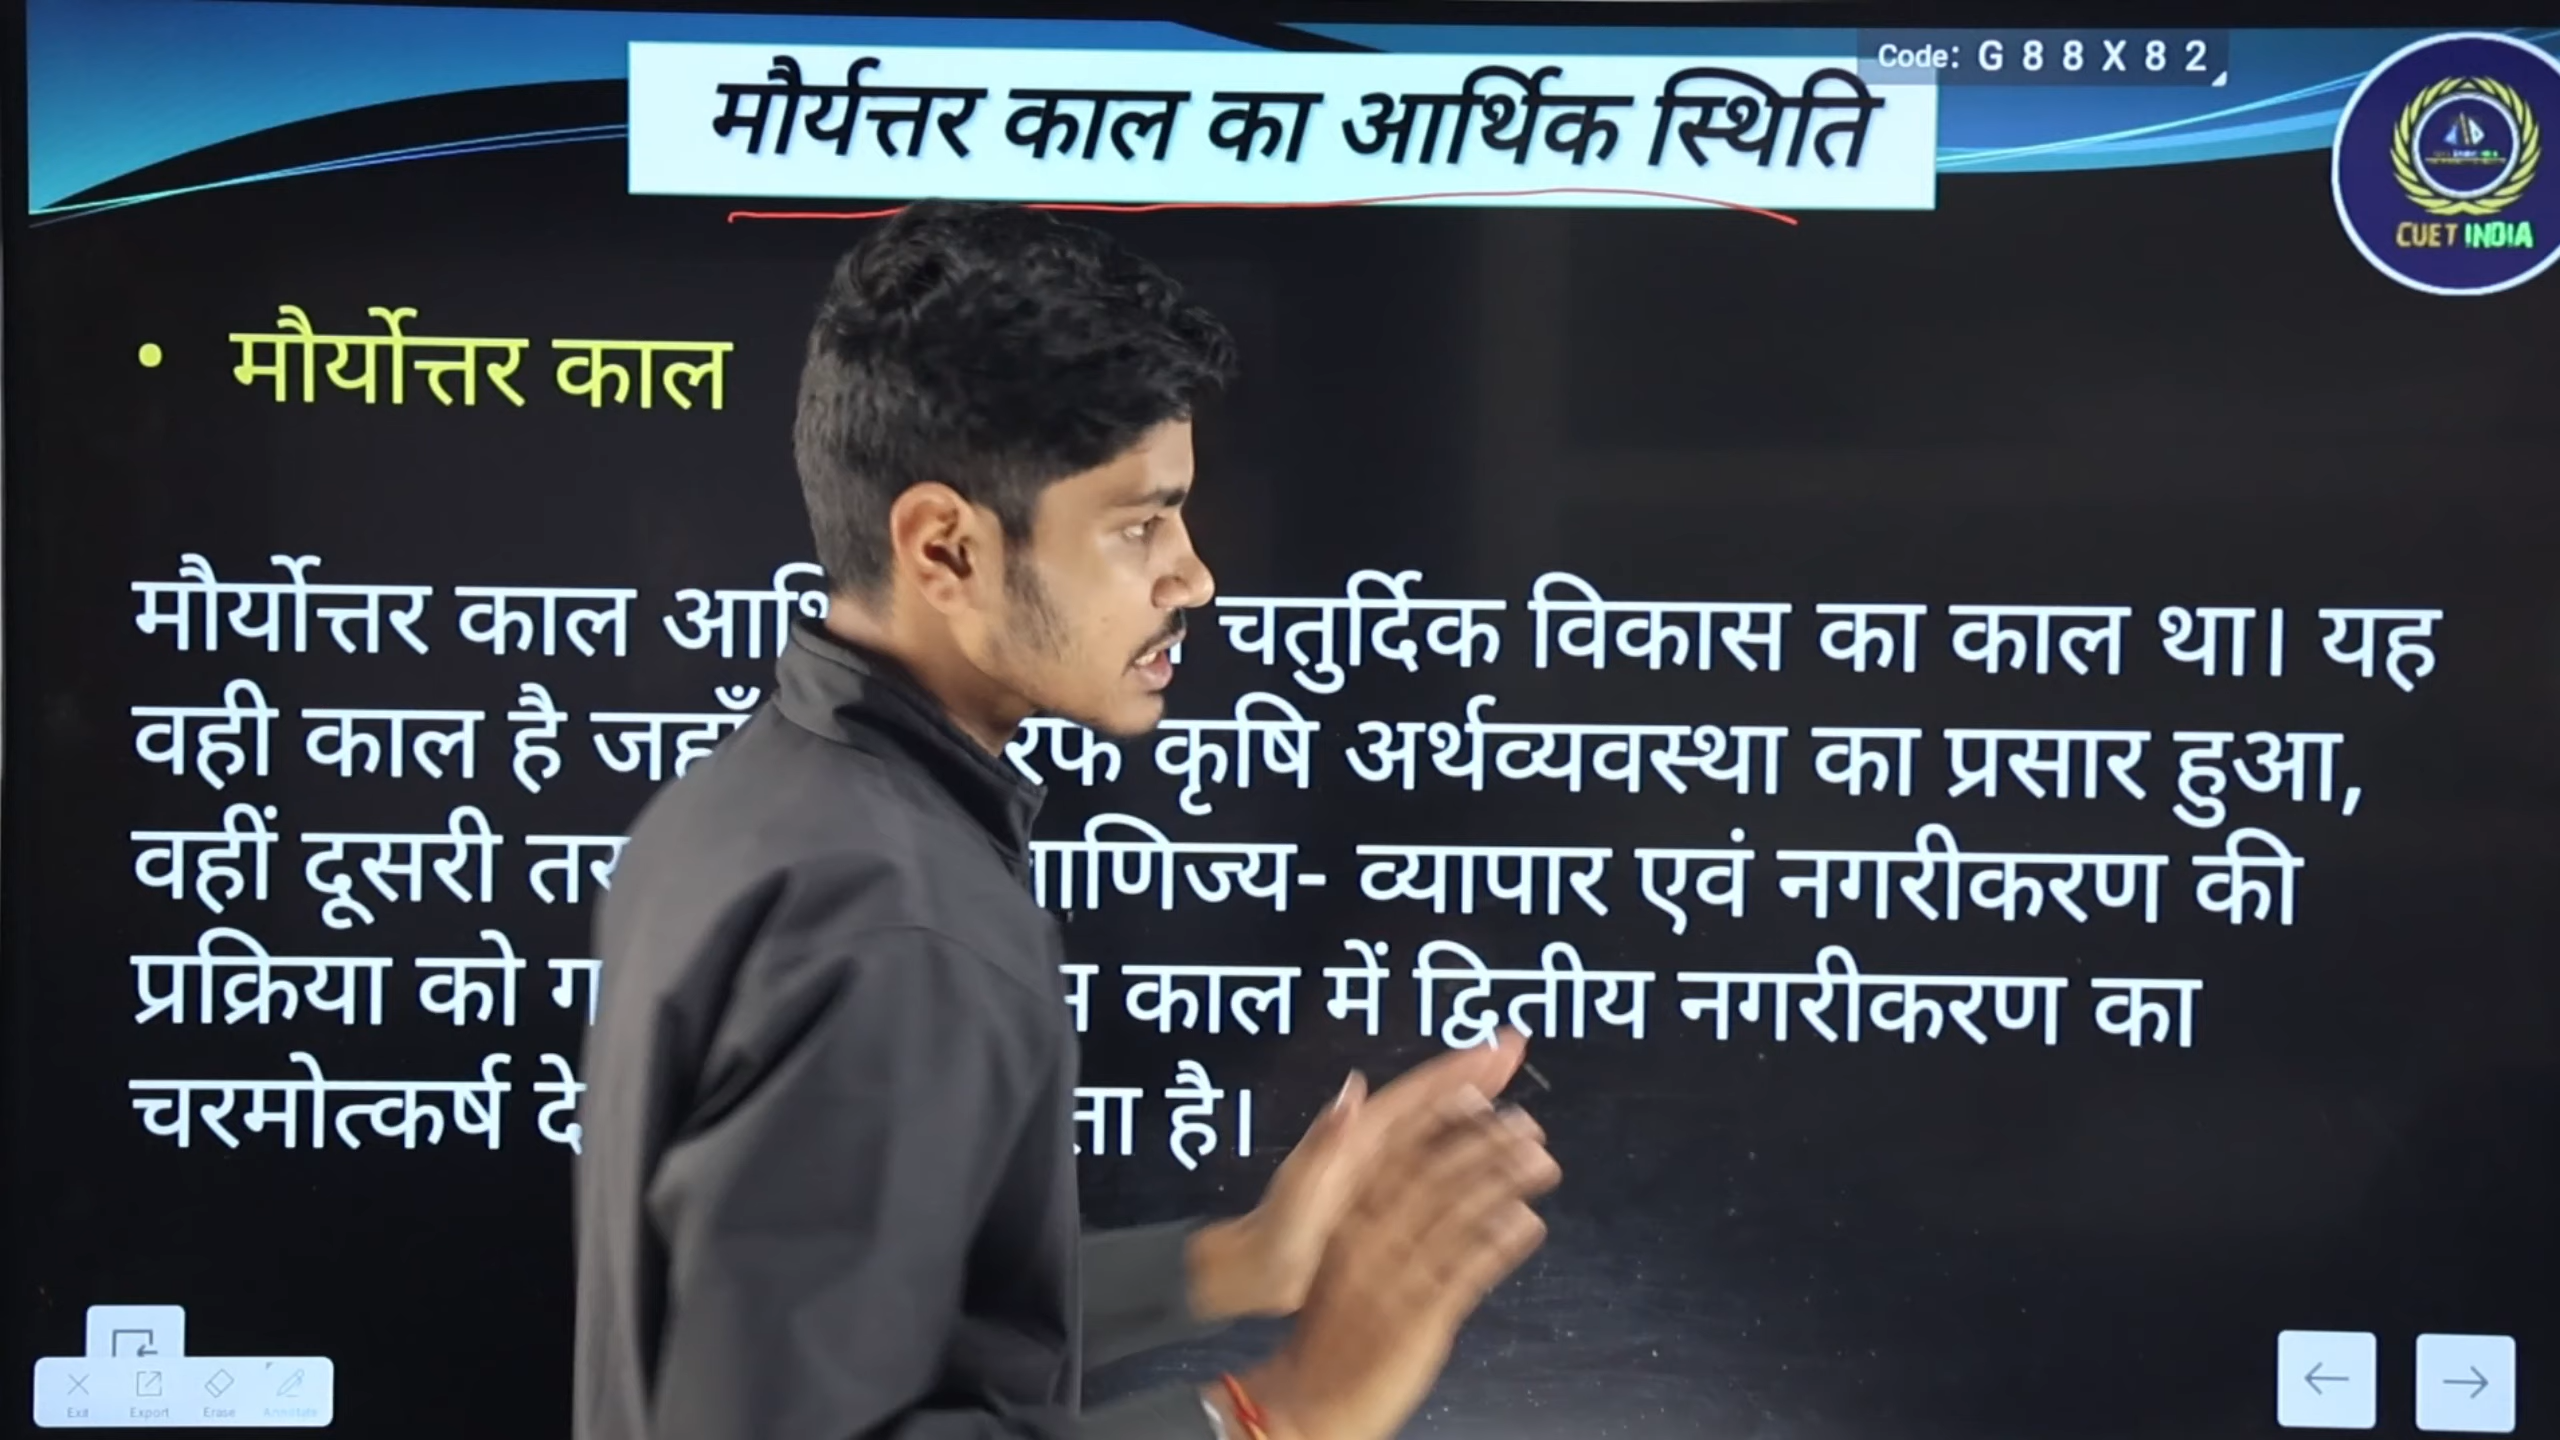 Code: G 8 8 X 8 2
मौर्यत्तर काल का आर्थिक स्थिति
CUET INDIA
• मौर्योत्तर काल
मौर्योत्तर काल चतुर्दिक विकास का काल था। यह
वही काल है कृषि अर्थव्यवस्था का प्रसार हुआ,
वहीं दूसरी व्यापार एवं नगरीकरण की
प्रक्रिया को काल में द्वितीय नगरीकरण का
चरमोत्कर्ष है।
Exit Export Erase Annotate